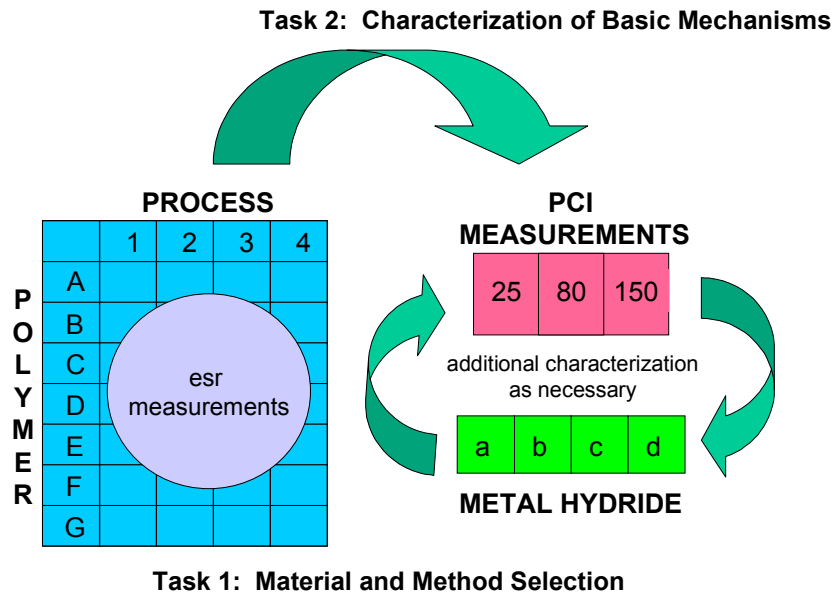 Task 2: Characterization of Basic Mechanisms
PROCESS
1 2 3 4
POLYMER
A
B
C
D
E
F
G
esr
measurements
PCI
MEASUREMENTS
25 80 150
additional characterization
as necessary
a b c d
METAL HYDRIDE
Task 1: Material and Method Selection